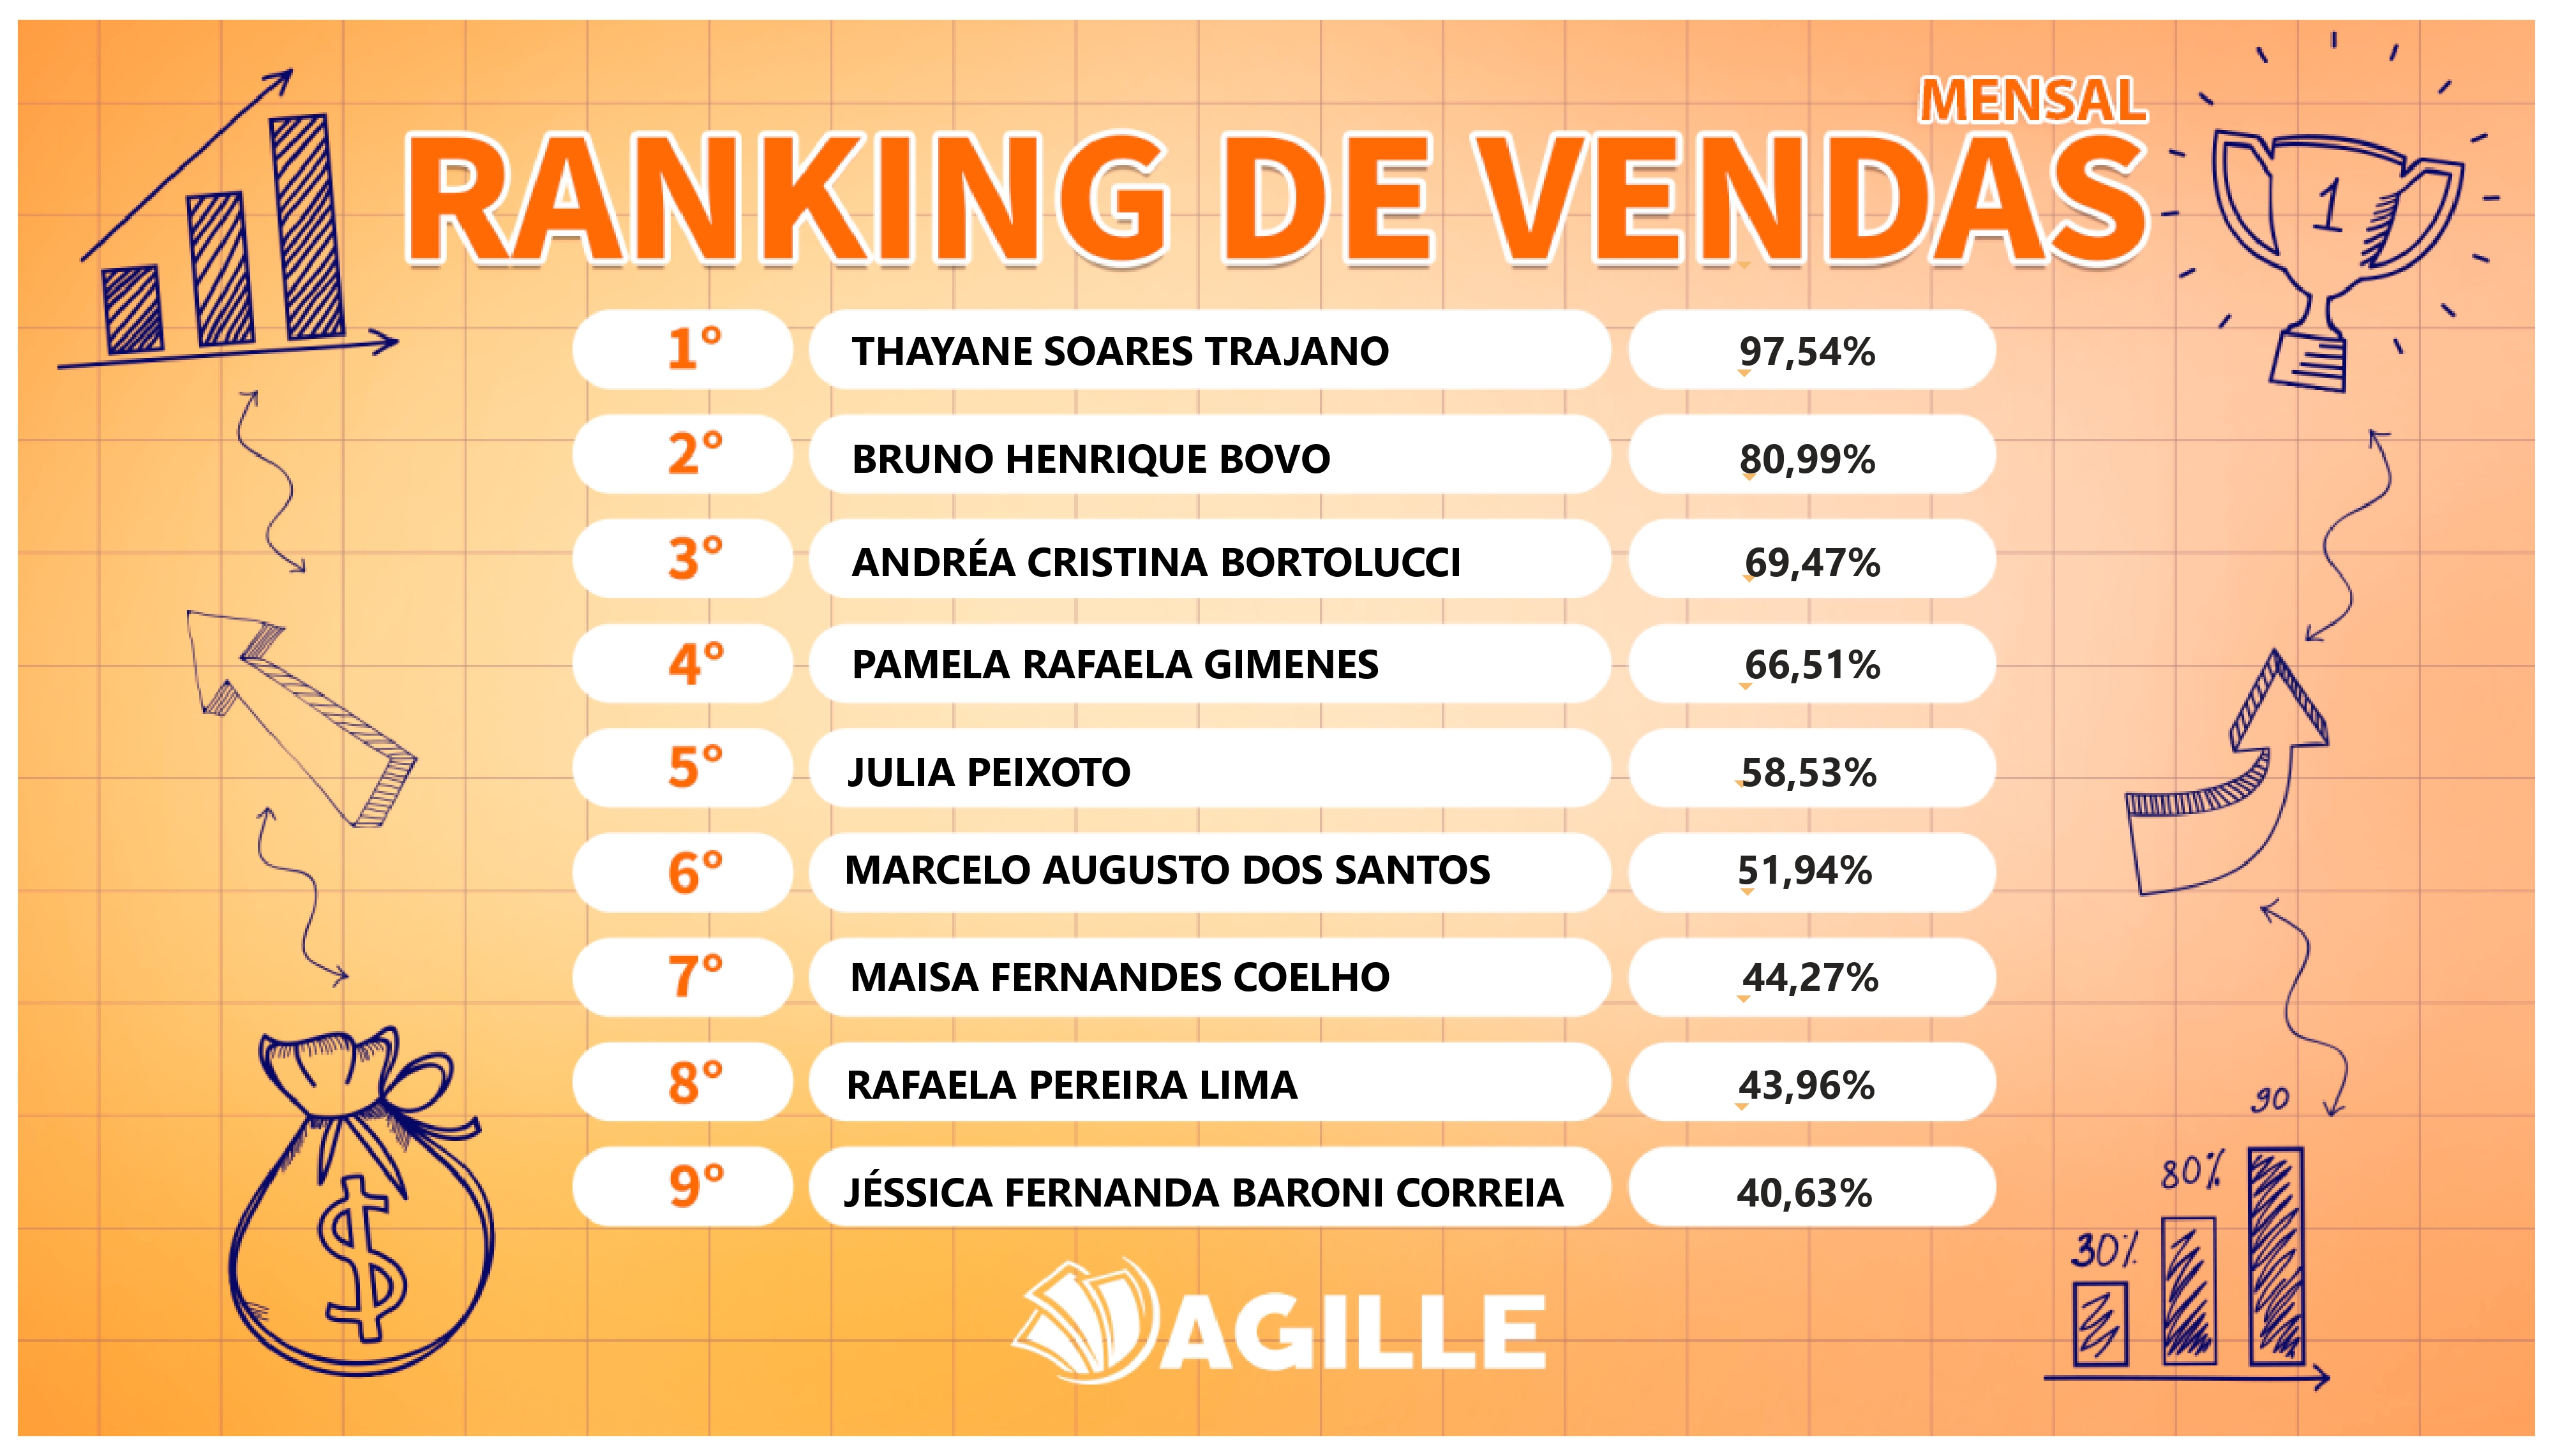 MENSAL
RANKING DE VENDAS
1
1° THAYANE SOARES TRAJANO 97,54%
2° BRUNO HENRIQUE BOVO 80,99%
3° ANDRÉA CRISTINA BORTOLUCCI 69,47%
4° PAMELA RAFAELA GIMENES 66,51%
5° JULIA PEIXOTO 58,53%
6° MARCELO AUGUSTO DOS SANTOS 51,94%
7° MAISA FERNANDES COELHO 44,27%
8° RAFAELA PEREIRA LIMA 43,96%
9° JÉSSICA FERNANDA BARONI CORREIA 40,63%
$
90
80%
30%
AGILLE